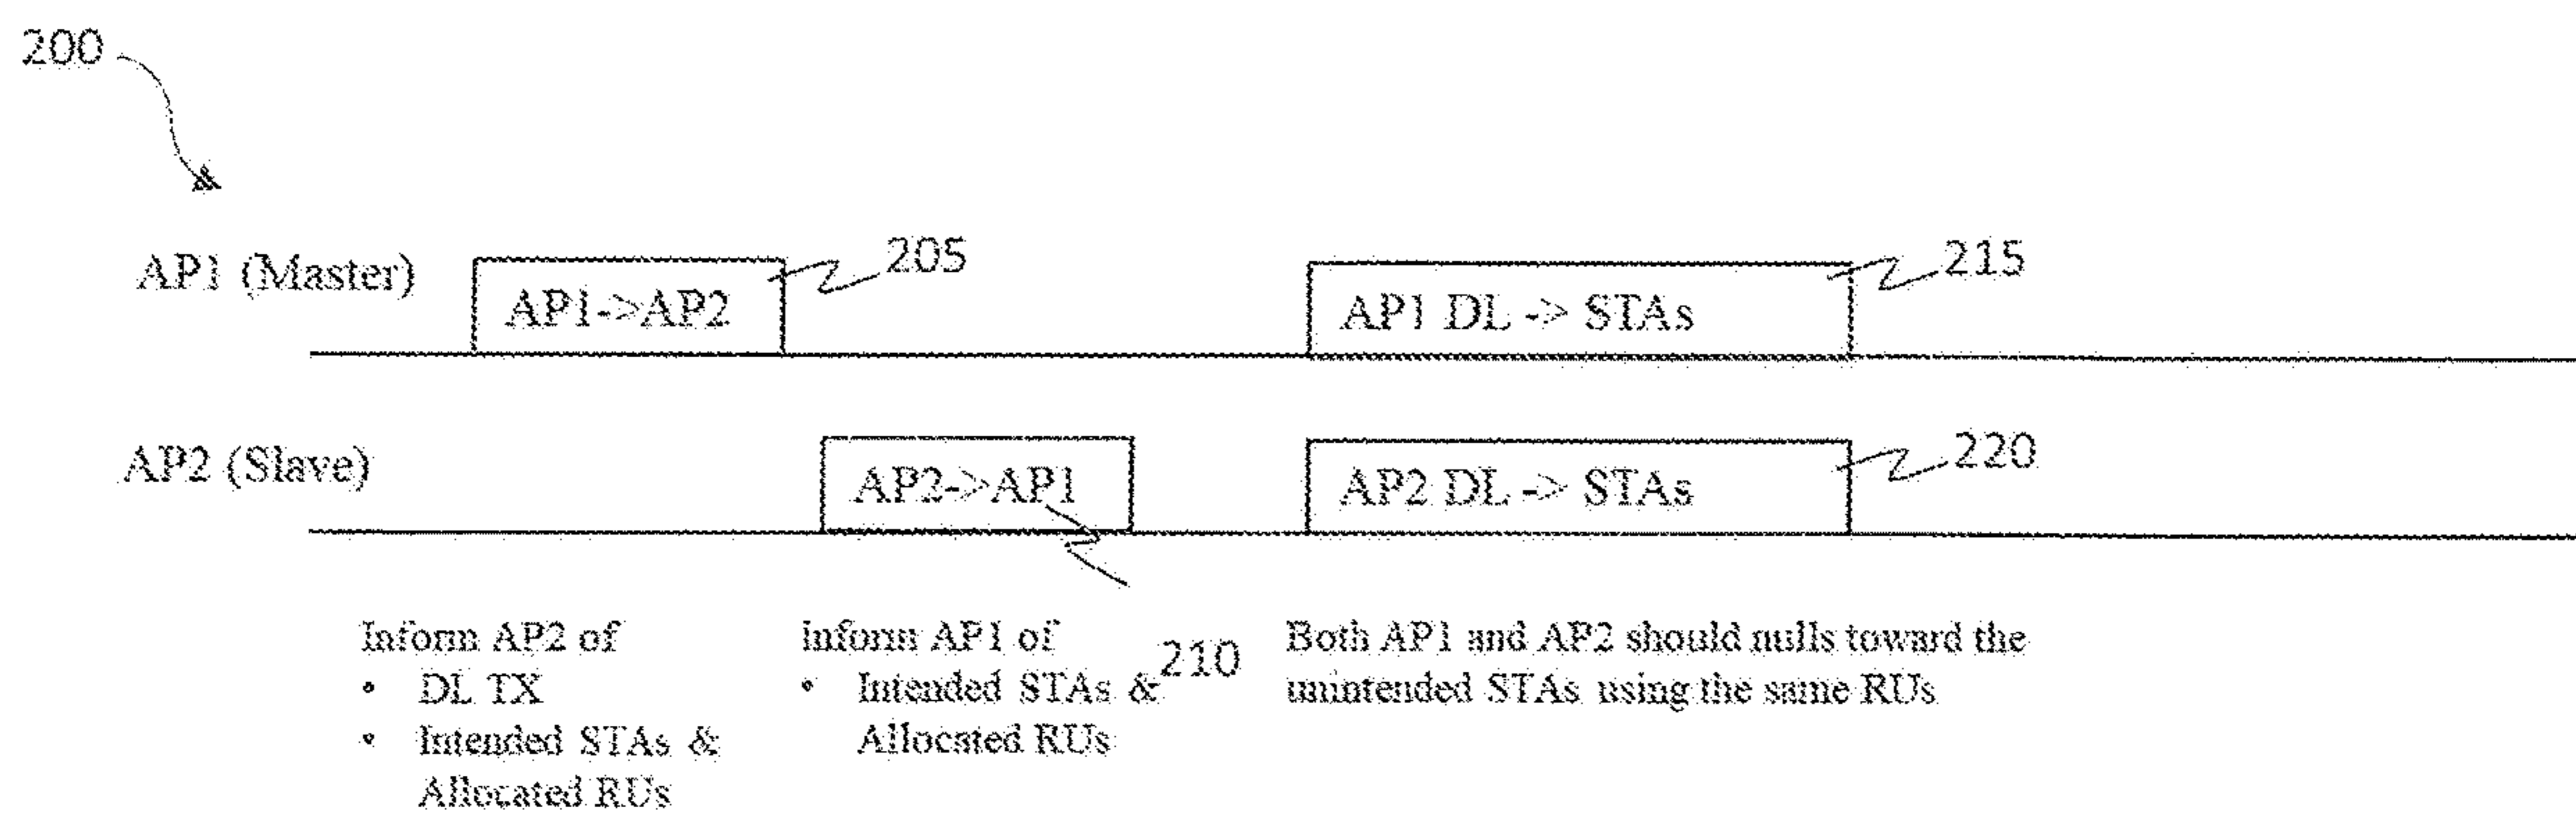 200
AP1 (Master)
AP1->AP2
205
AP1 DL -> STAs
215
AP2 (Slave)
AP2->AP1
210
AP2 DL -> STAs
220
Inform AP2 of
• DL TX
• Intended STAs &
Allocated RUs
Inform AP1 of
• Intended STAs &
Allocated RUs
Both AP1 and AP2 should nulls toward the
unintended STAs using the same RUs